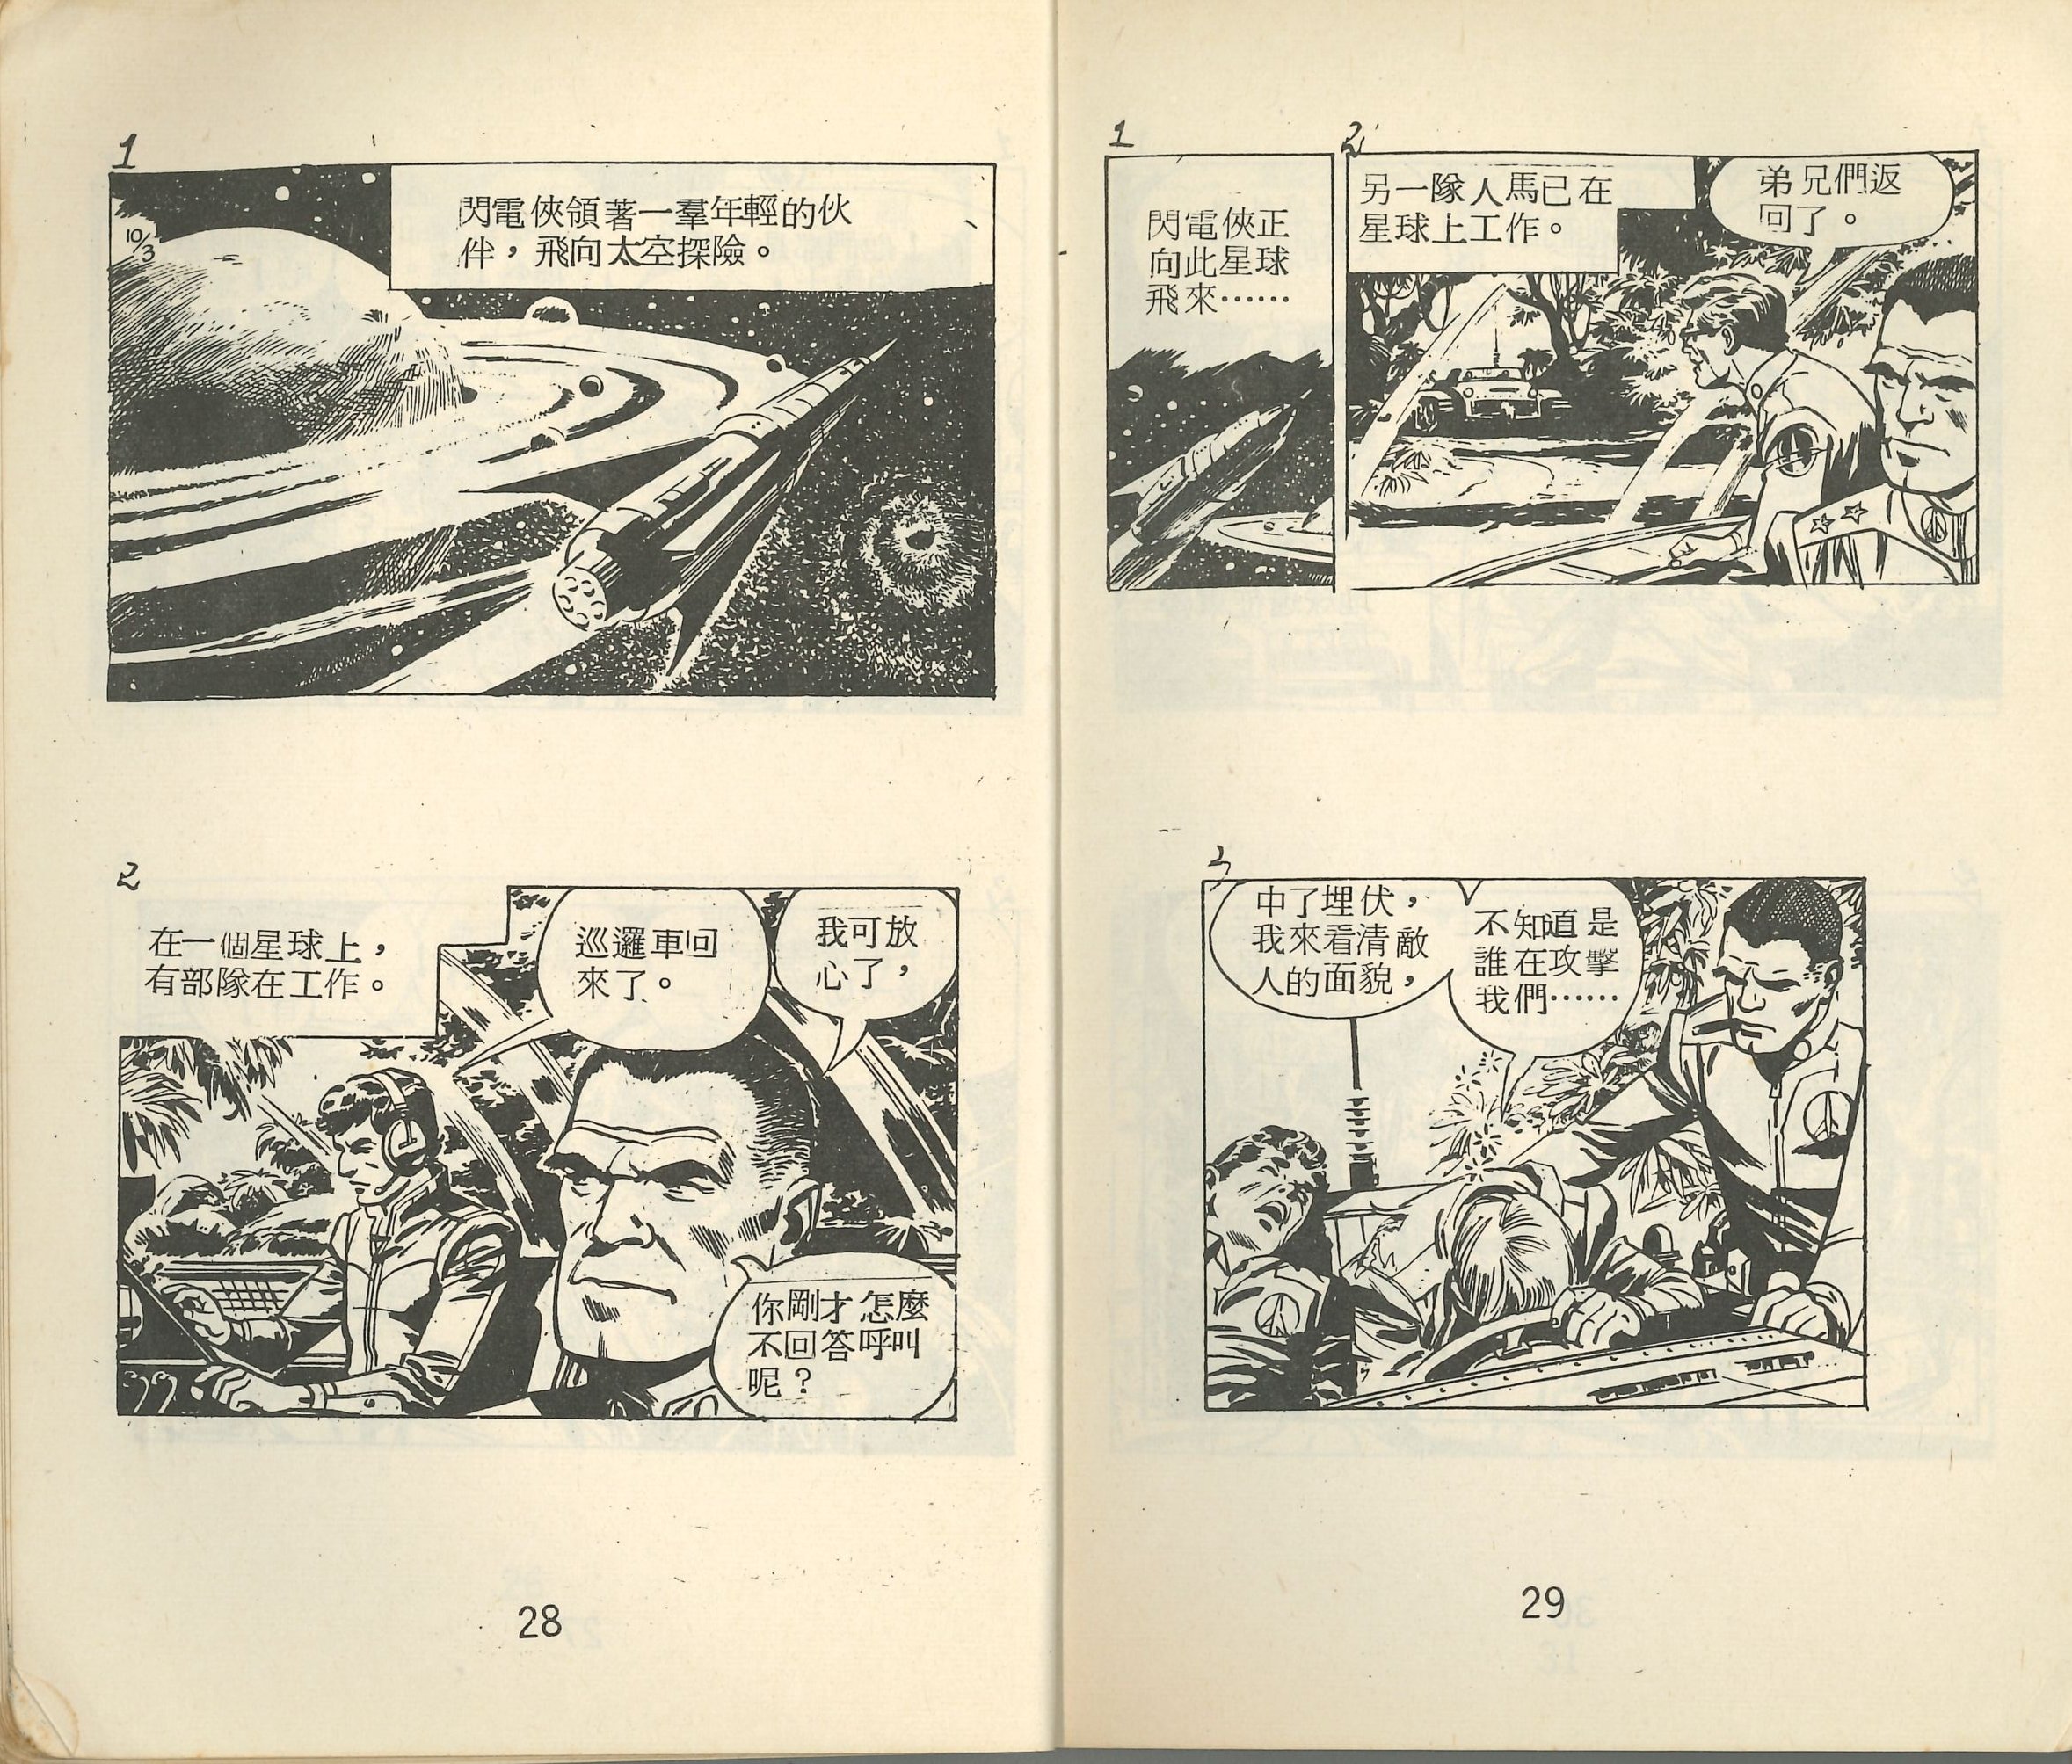 1
閃電俠領著一羣年輕的伙
伴，飛向太空探險。
10/3
2
在一個星球上，
有部隊在工作。
巡邏車回
來了。
我可放
心了，
你剛才怎麼
不回答呼叫
呢？
28
1
閃電俠正
向此星球
飛來……
2
另一隊人馬已在
星球上工作。
弟兄們返
回了。
3
中了埋伏，
我來看清敵
人的面貌，
不知道是
誰在攻擊
我們……
29